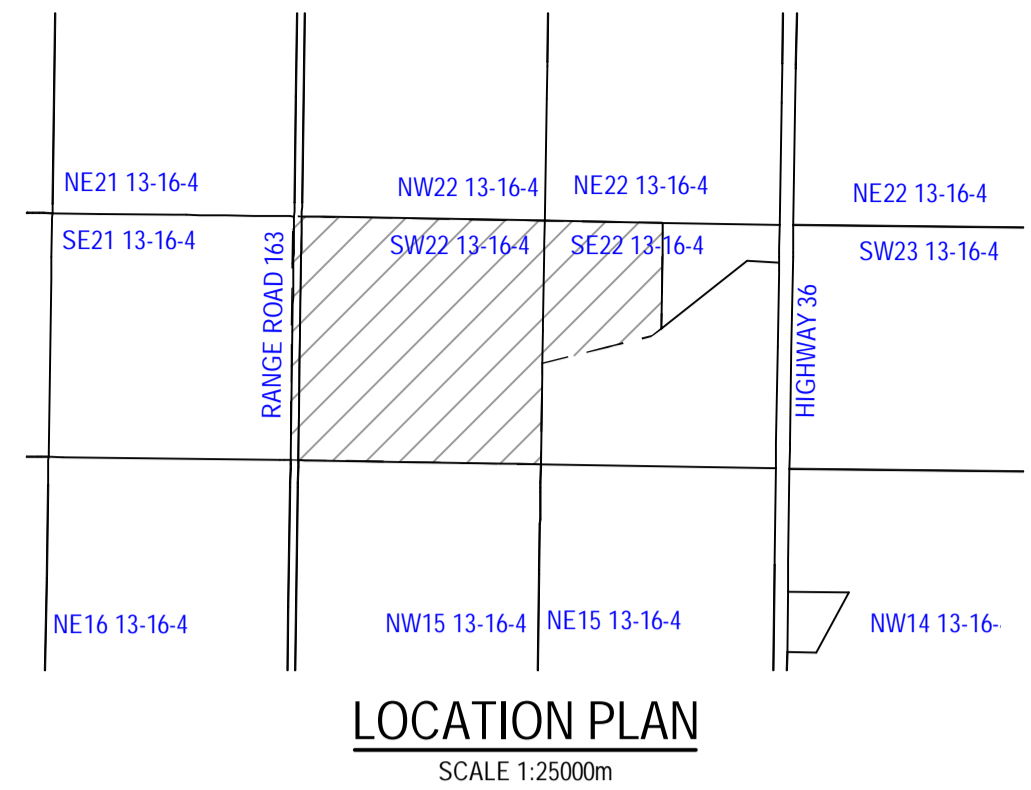 NE21 13-16-4
NW22 13-16-4
NE22 13-16-4
NE22 13-16-4
SE21 13-16-4
SW22 13-16-4
SE22 13-16-4
SW23 13-16-4
RANGE ROAD 163
HIGHWAY 36
NE16 13-16-4
NW15 13-16-4
NE15 13-16-4
NW14 13-16-
LOCATION PLAN
SCALE 1:25000m